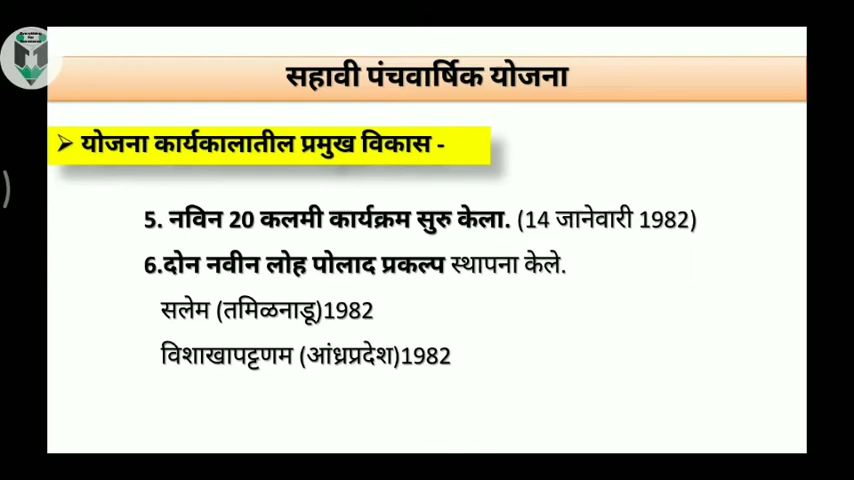 सहावी पंचवार्षिक योजना
➢ योजना कार्यकालातील प्रमुख विकास -
5. नविन 20 कलमी कार्यक्रम सुरु केला. (14 जानेवारी 1982)
6.दोन नवीन लोह पोलाद प्रकल्प स्थापना केले.
सलेम (तमिळनाडू)1982
विशाखापट्टणम (आंध्रप्रदेश)1982